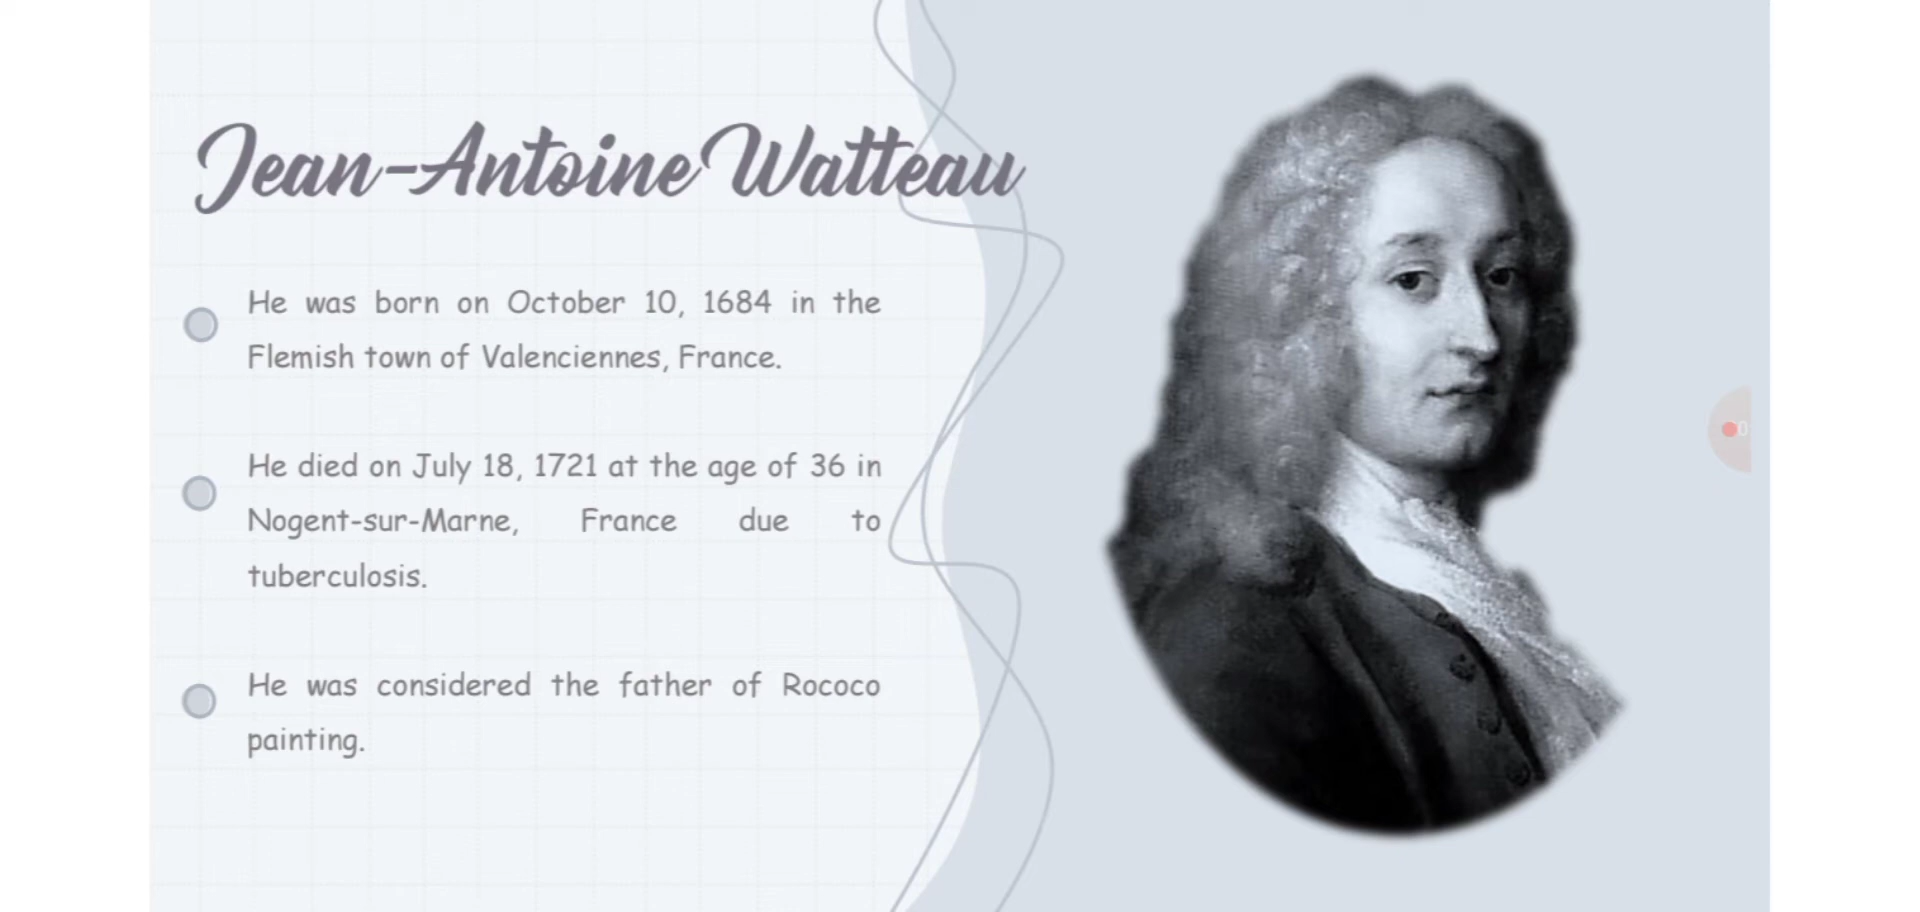 Jean-Antoine Watteau
He was born on October 10, 1684 in the
Flemish town of Valenciennes, France.
He died on July 18, 1721 at the age of 36 in
Nogent-sur-Marne, France due to
tuberculosis.
He was considered the father of Rococo
painting.